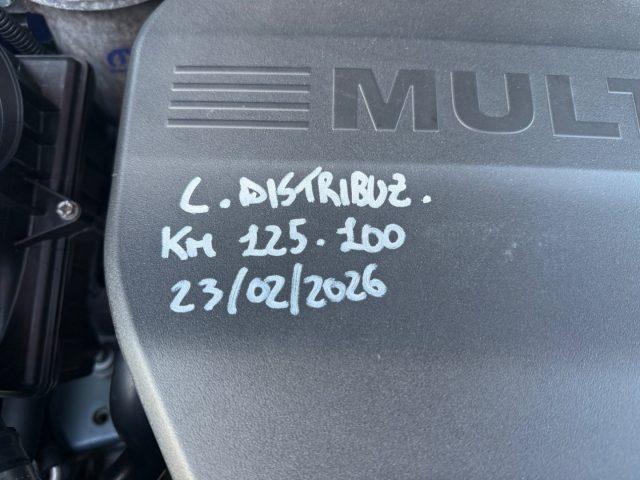 MULT
C. DISTRIBUZ.
KM 125.100
23/02/2026